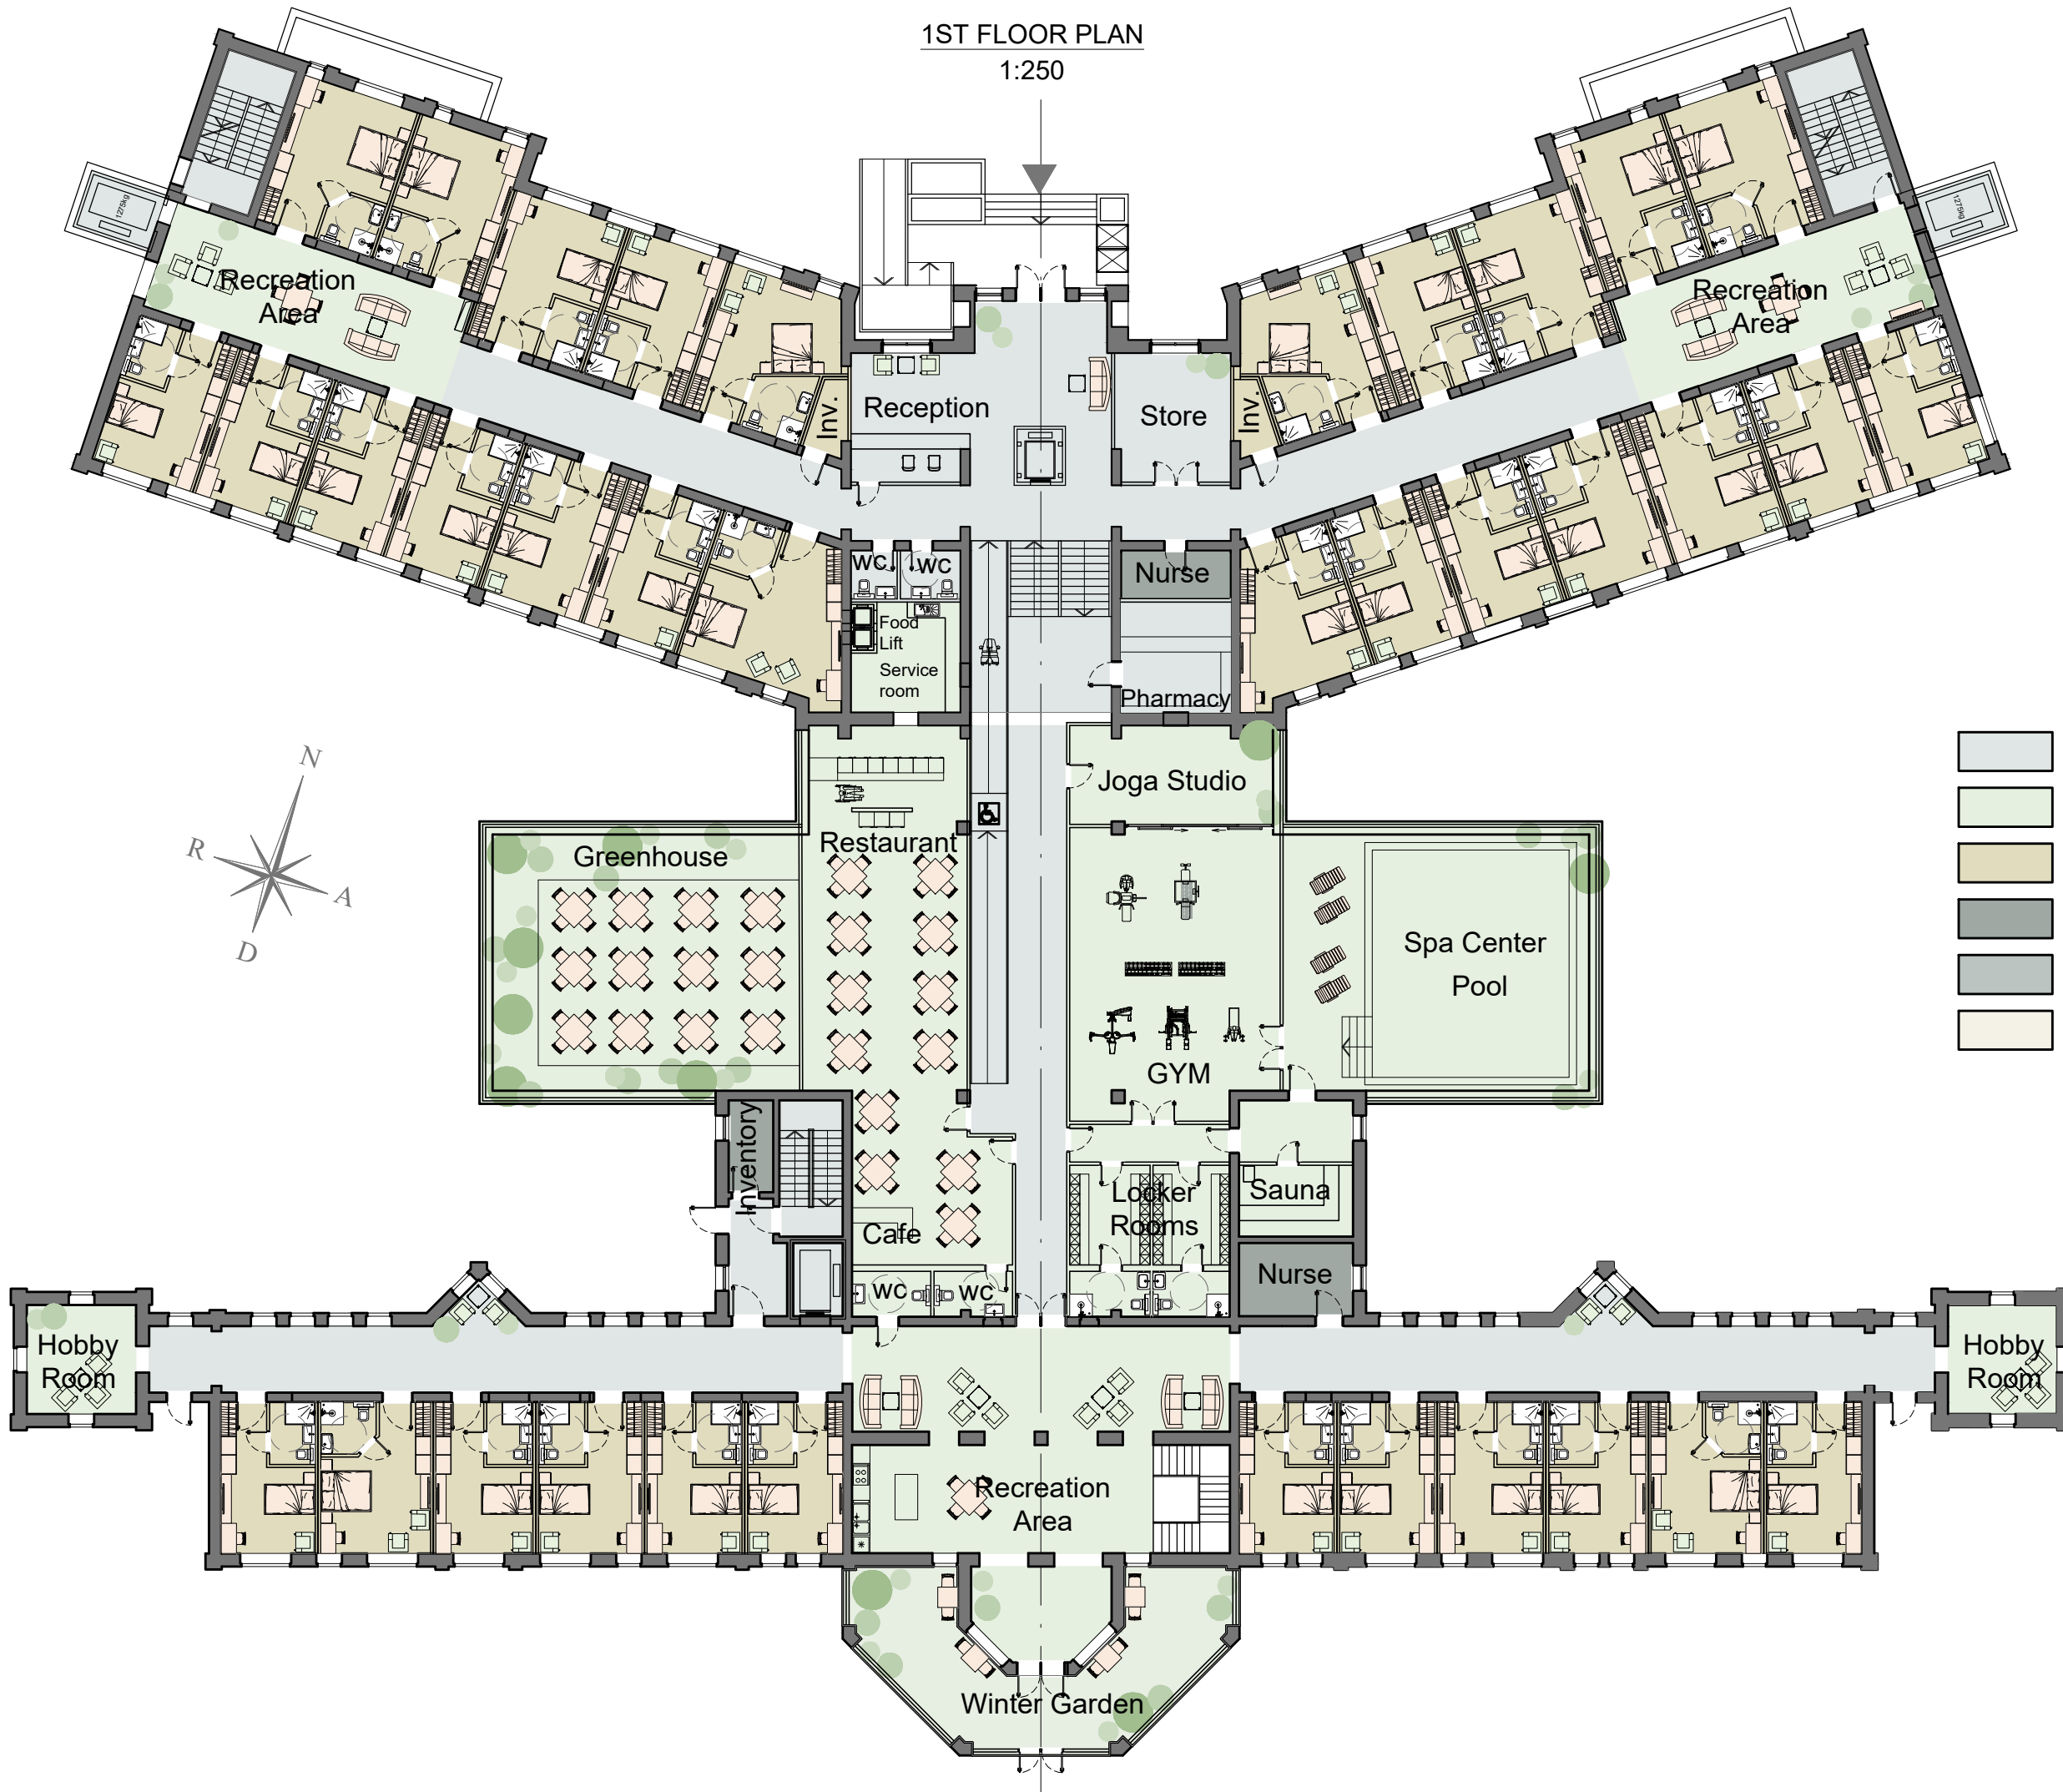 1ST FLOOR PLAN
1:250
1275kg
1275kg
Recreation
Area
Recreation
Area
Inv.
Reception
Store
Inv.
WC
WC
Nurse
Food
Lift
Service
room
Pharmacy
N
R
A
D
Joga Studio
Restaurant
Greenhouse
Spa Center
Pool
GYM
Inventory
Locker
Rooms
Sauna
Cafe
Nurse
WC
WC
Hobby
Room
Hobby
Room
Recreation
Area
Winter Garden